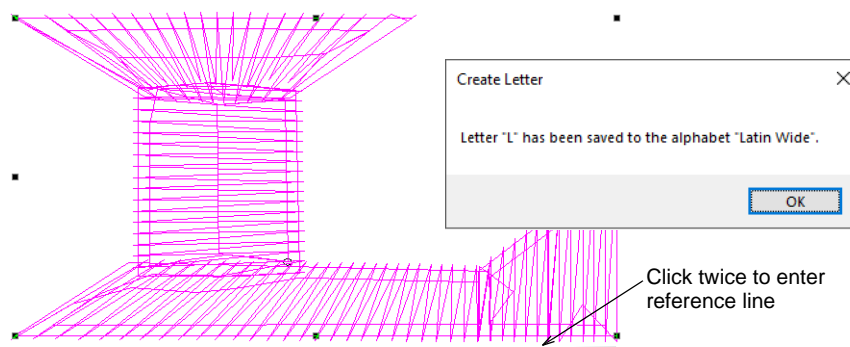 Create Letter
Letter "L" has been saved to the alphabet "Latin Wide".
OK
Click twice to enter
reference line